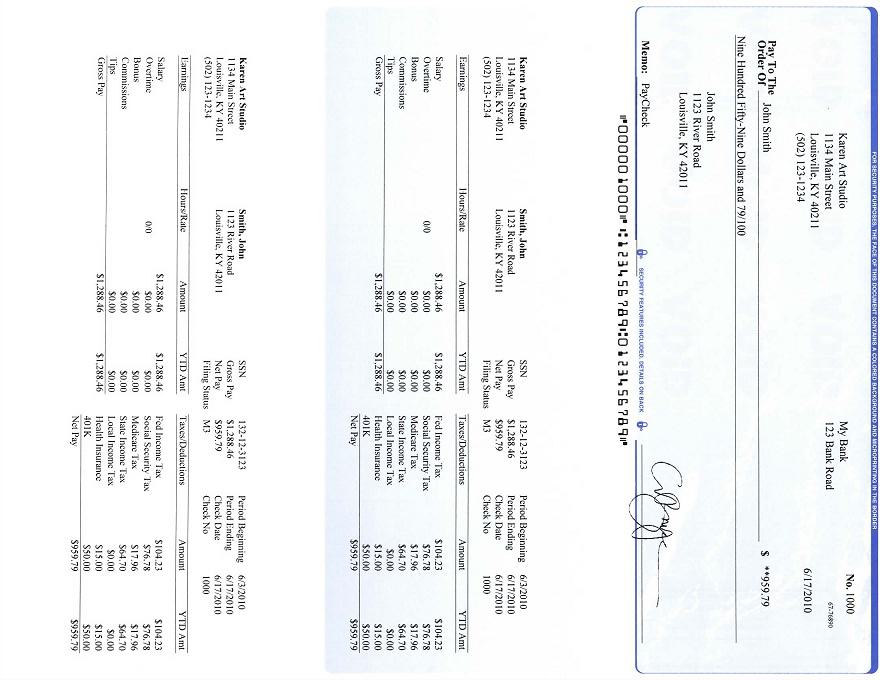 FOR SECURITY PURPOSES, THE FACE OF THIS DOCUMENT CONTAINS A COLORED BACKGROUND AND MICROPRINTING IN THE BORDER
Karen Art Studio My Bank No. 1000
1134 Main Street 123 Bank Road 67-76890
Louisville, KY 40211
(502) 123-1234 6/17/2010
Pay To The
Order Of John Smith $ **959.79
Nine Hundred Fifty-Nine Dollars and 79/100
John Smith
1123 River Road
Louisville, KY 42011
Memo: PayCheck
SECURITY FEATURES INCLUDED. DETAILS ON BACK
⑈00001000⑈ ⑆123456789⑆0123456789⑈
Karen Art Studio Smith, John SSN 132-12-3123 Period Beginning 6/3/2010
1134 Main Street 1123 River Road Gross Pay $1,288.46 Period Ending 6/17/2010
Louisville, KY 40211 Louisville, KY 42011 Net Pay $959.79 Check Date 6/17/2010
(502) 123-1234 Filing Status M3 Check No 1000
Earnings Hours/Rate Amount YTD Amt Taxes/Deductions Amount YTD Amt
Salary $1,288.46 $1,288.46 Fed Income Tax $104.23 $104.23
Overtime 0/0 $0.00 $0.00 Social Security Tax $76.78 $76.78
Bonus $0.00 $0.00 Medicare Tax $17.96 $17.96
Commissions $0.00 $0.00 State Income Tax $64.70 $64.70
Tips $0.00 $0.00 Local Income Tax $0.00 $0.00
Gross Pay $1,288.46 $1,288.46 Health Insurance $15.00 $15.00
401K $50.00 $50.00
Net Pay $959.79 $959.79
Karen Art Studio Smith, John SSN 132-12-3123 Period Beginning 6/3/2010
1134 Main Street 1123 River Road Gross Pay $1,288.46 Period Ending 6/17/2010
Louisville, KY 40211 Louisville, KY 42011 Net Pay $959.79 Check Date 6/17/2010
(502) 123-1234 Filing Status M3 Check No 1000
Earnings Hours/Rate Amount YTD Amt Taxes/Deductions Amount YTD Amt
Salary $1,288.46 $1,288.46 Fed Income Tax $104.23 $104.23
Overtime 0/0 $0.00 $0.00 Social Security Tax $76.78 $76.78
Bonus $0.00 $0.00 Medicare Tax $17.96 $17.96
Commissions $0.00 $0.00 State Income Tax $64.70 $64.70
Tips $0.00 $0.00 Local Income Tax $0.00 $0.00
Gross Pay $1,288.46 $1,288.46 Health Insurance $15.00 $15.00
401K $50.00 $50.00
Net Pay $959.79 $959.79